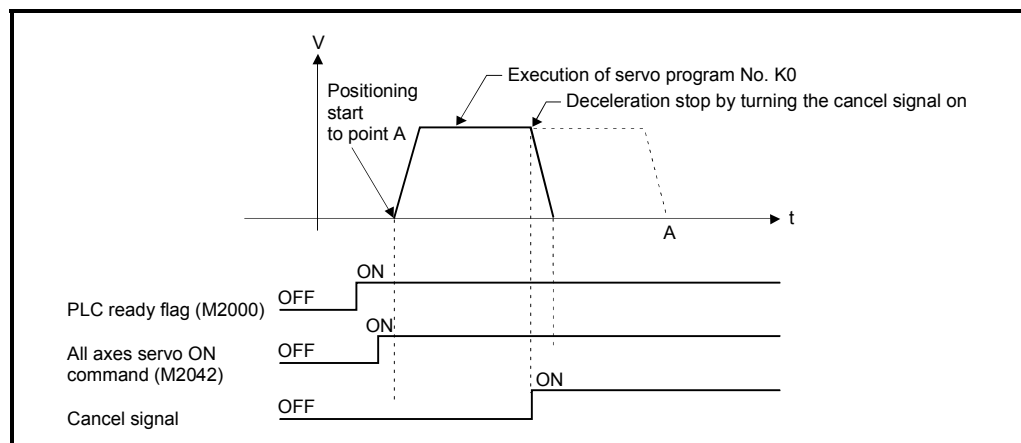 V
Execution of servo program No. K0
Deceleration stop by turning the cancel signal on
Positioning
start
to point A
t
A
ON
OFF
PLC ready flag (M2000)
ON
OFF
All axes servo ON
command (M2042)
ON
OFF
Cancel signal